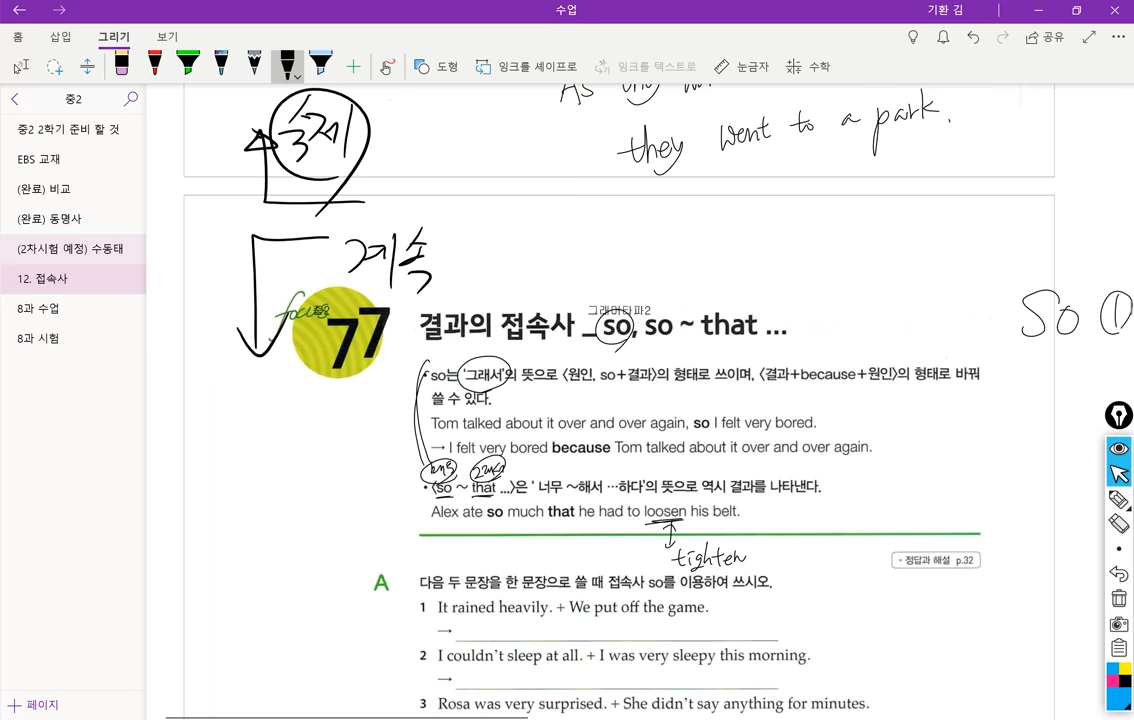 수업
기환 김
홈 삽입 그리기 보기
공유
도형 잉크를 셰이프로 잉크를 텍스트로 눈금자 수학
중2
중2 2학기 준비 할 것
EBS 교재
(완료) 비교
(완료) 동명사
(2차시험 예정) 수동태
12. 접속사
8과 수업
8과 시험
페이지
they went to a park.
숙제
계속
So ①
focus
77
그래머타파2
결과의 접속사 _ so, so ~ that ...
• so는 '그래서'의 뜻으로 〈원인, so+결과〉의 형태로 쓰이며, 〈결과+because+원인〉의 형태로 바꿔
쓸 수 있다.
Tom talked about it over and over again, so I felt very bored.
→ I felt very bored because Tom talked about it over and over again.
• 〈so ~ that ...〉은 ' 너무 ~해서 …하다'의 뜻으로 역시 결과를 나타낸다.
Alex ate so much that he had to loosen his belt.
tighten
• 정답과 해설 p.32
A 다음 두 문장을 한 문장으로 쓸 때 접속사 so를 이용하여 쓰시오.
1 It rained heavily. + We put off the game.
→
2 I couldn't sleep at all. + I was very sleepy this morning.
→
3 Rosa was very surprised. + She didn't say anything for minutes.